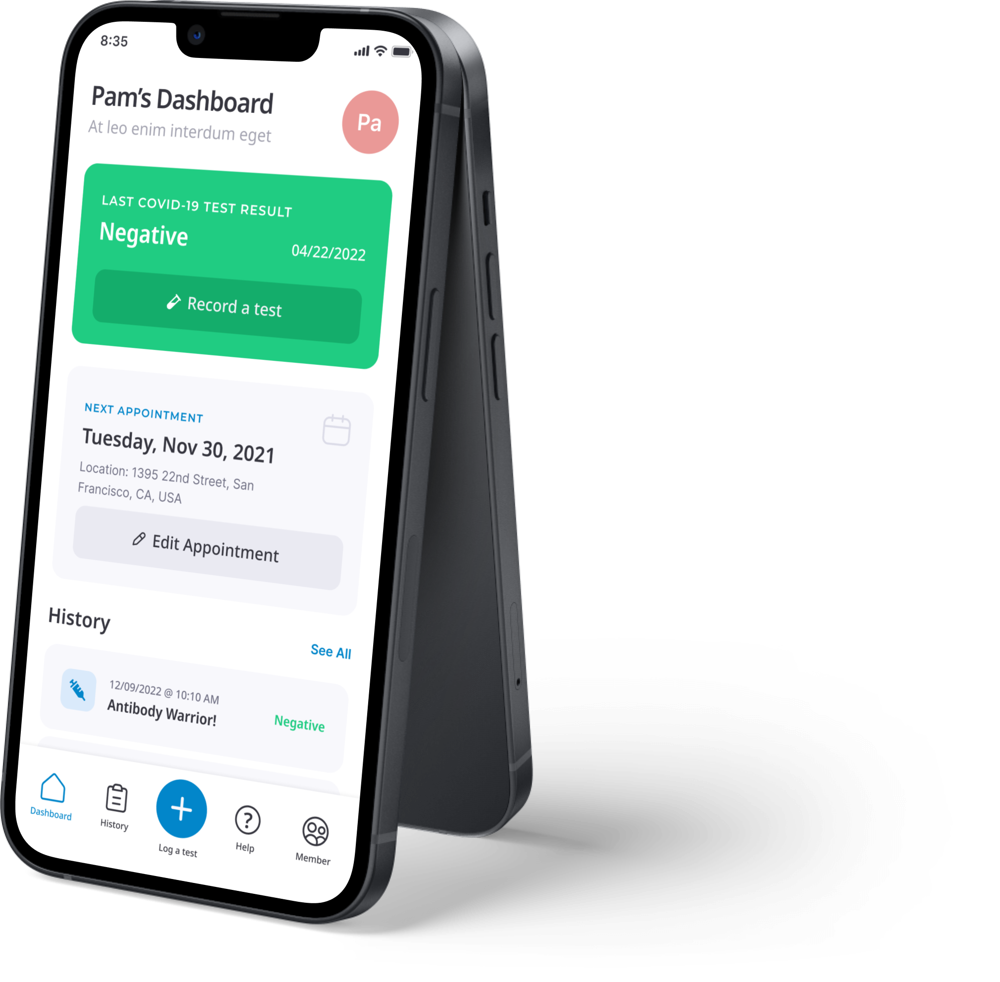 8:35
Pam’s Dashboard
At leo enim interdum eget
Pa
LAST COVID-19 TEST RESULT
Negative
04/22/2022
Record a test
NEXT APPOINTMENT
Tuesday, Nov 30, 2021
Location: 1395 22nd Street, San
Francisco, CA, USA
Edit Appointment
History
See All
12/09/2022 @ 10:10 AM
Antibody Warrior!
Negative
Dashboard
History
Log a test
Help
Member